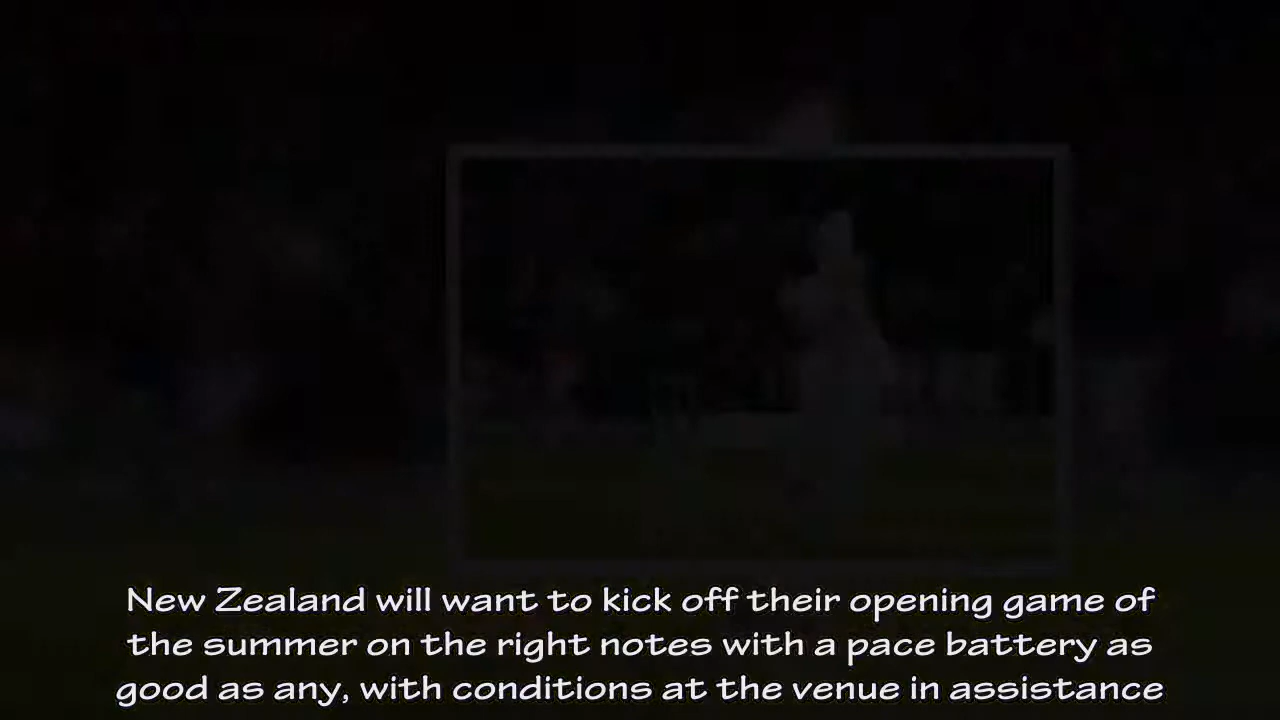 New Zealand will want to kick off their opening game of
the summer on the right notes with a pace battery as
good as any, with conditions at the venue in assistance